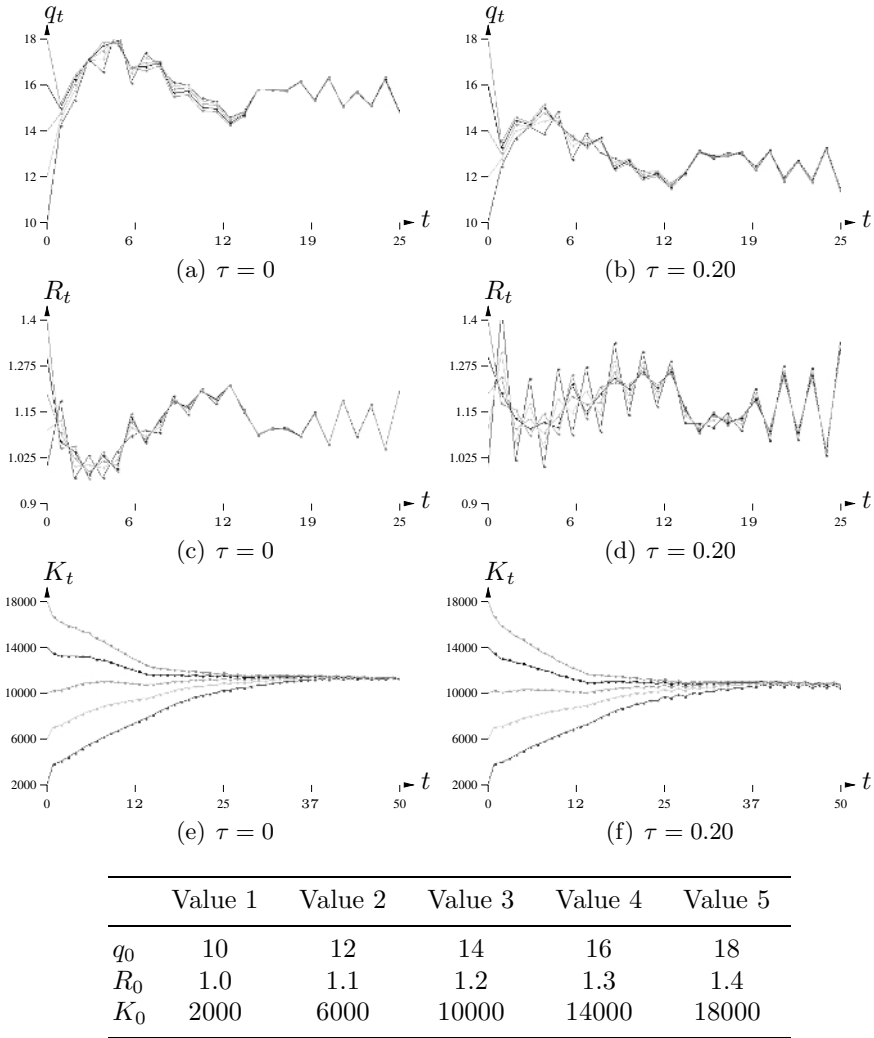 q_t q_t
18 18
16 16
14 14
12 12
10 10
t t
0 6 12 19 25 0 6 12 19 25
(a) τ = 0 (b) τ = 0.20
R_t R_t
1.4 1.4
1.275 1.275
1.15 1.15
1.025 1.025
0.9 0.9
t t
0 6 12 19 25 0 6 12 19 25
(c) τ = 0 (d) τ = 0.20
K_t K_t
18000 18000
14000 14000
10000 10000
6000 6000
2000 2000
t t
0 12 25 37 50 0 12 25 37 50
(e) τ = 0 (f) τ = 0.20
Value 1 Value 2 Value 3 Value 4 Value 5
q_0 10 12 14 16 18
R_0 1.0 1.1 1.2 1.3 1.4
K_0 2000 6000 10000 14000 18000